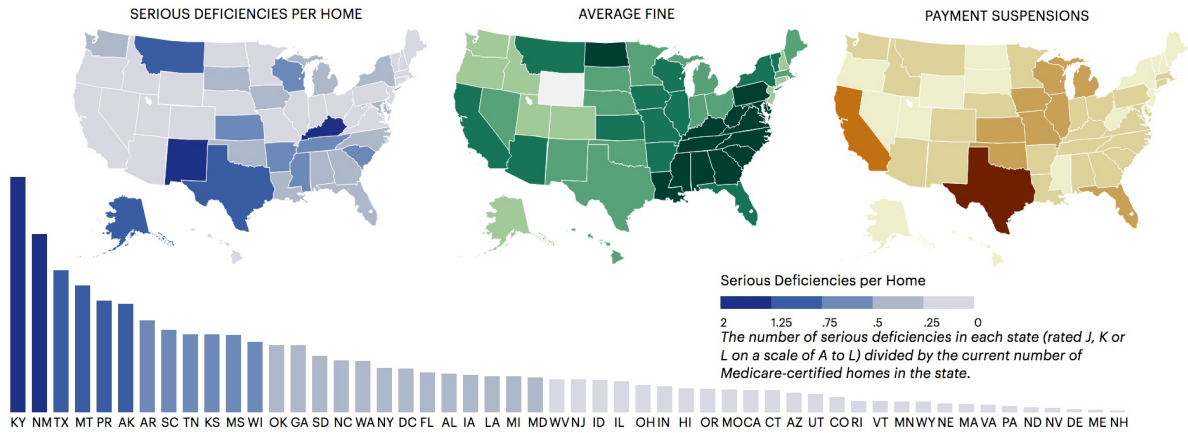 SERIOUS DEFICIENCIES PER HOME
AVERAGE FINE
PAYMENT SUSPENSIONS
Serious Deficiencies per Home
2 1.25 .75 .5 .25 0
The number of serious deficiencies in each state (rated J, K or
L on a scale of A to L) divided by the current number of
Medicare-certified homes in the state.
KY NM TX MT PR AK AR SC TN KS MS WI OK GA SD NC WA NY DC FL AL IA LA MI MD WV NJ ID IL OH IN HI OR MO CA CT AZ UT CO RI VT MN WY NE MA VA PA ND NV DE ME NH